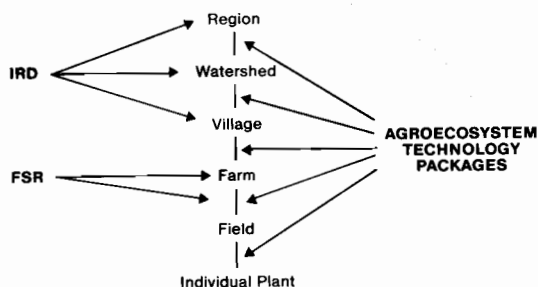 Region
IRD
Watershed
Village
AGROECOSYSTEM
TECHNOLOGY
PACKAGES
FSR
Farm
Field
Individual Plant